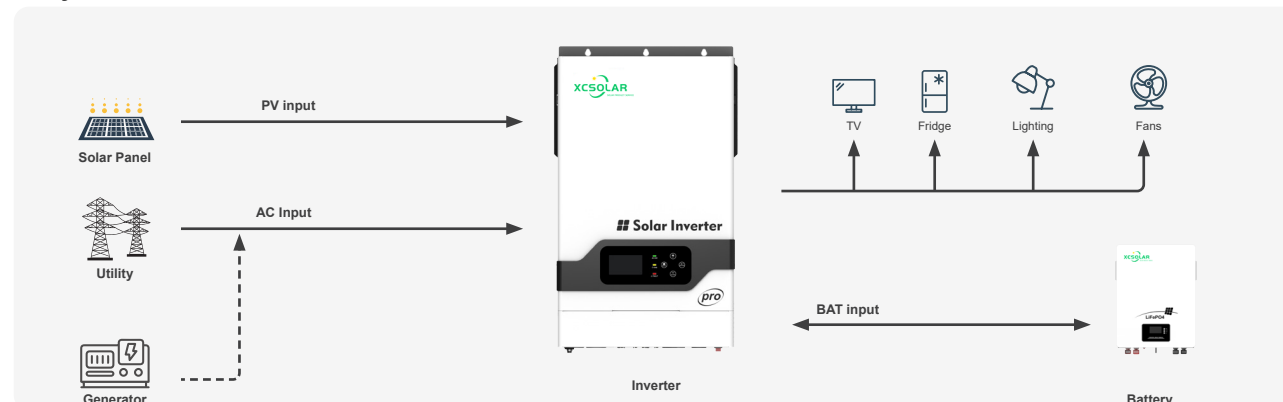 PV input
Solar Panel
AC Input
Utility
Generator
XCSOLAR
Solar Inverter
pro
Inverter
TV
Fridge
Lighting
Fans
BAT input
XCSOLAR
LiFePO4
Battery